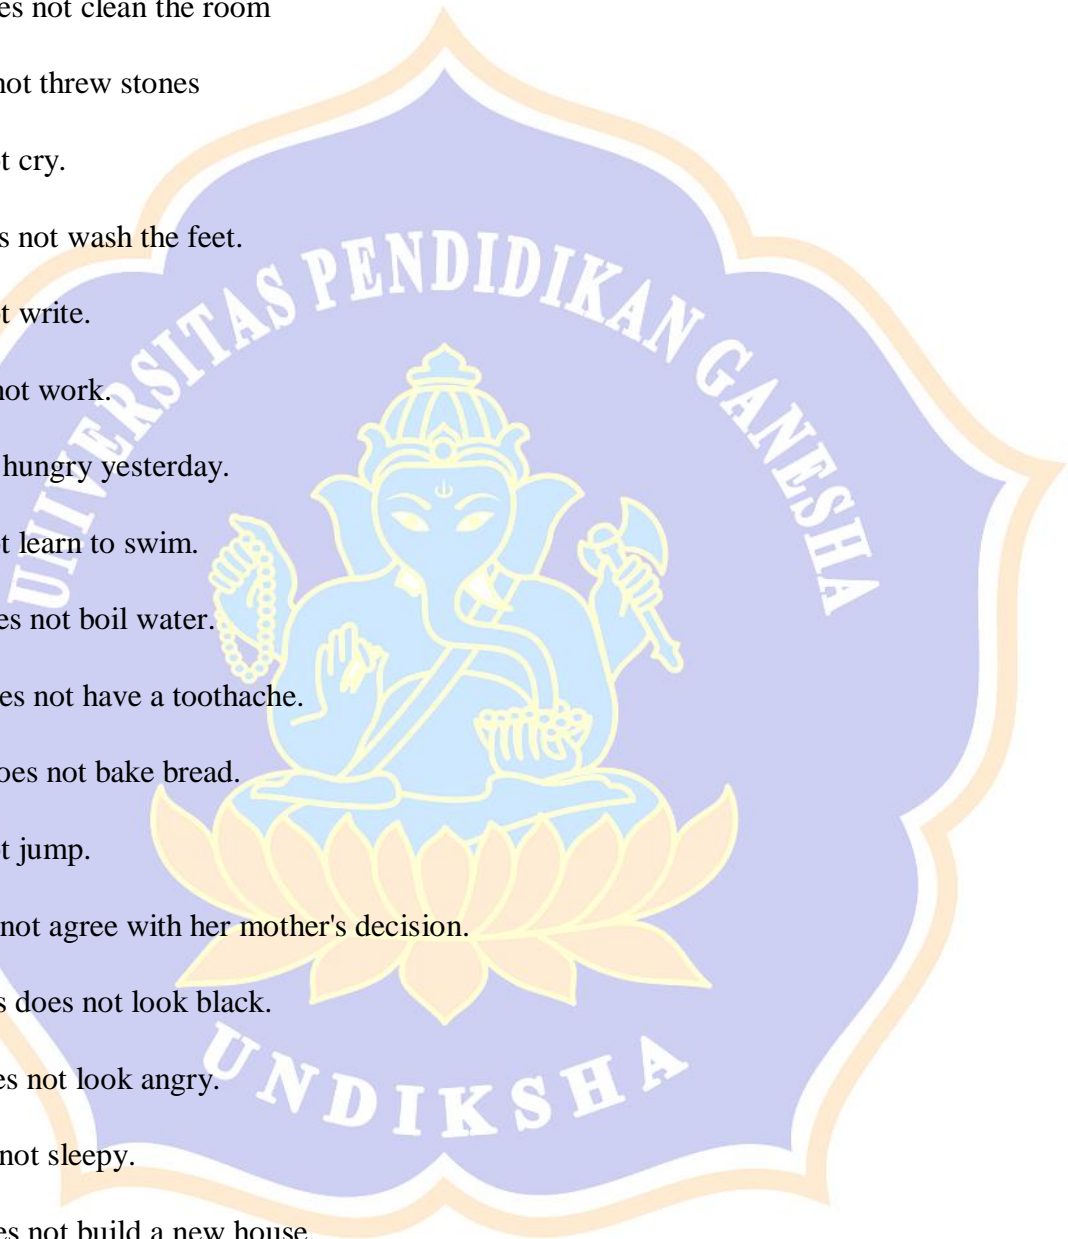 es not clean the room
not threw stones
t cry.
s not wash the feet.
t write.
not work.
hungry yesterday.
t learn to swim.
es not boil water.
es not have a toothache.
oes not bake bread.
t jump.
not agree with her mother's decision.
s does not look black.
es not look angry.
not sleepy.
es not build a new house
UNIVERSITAS PENDIDIKAN GANESHA
UNDIKSHA